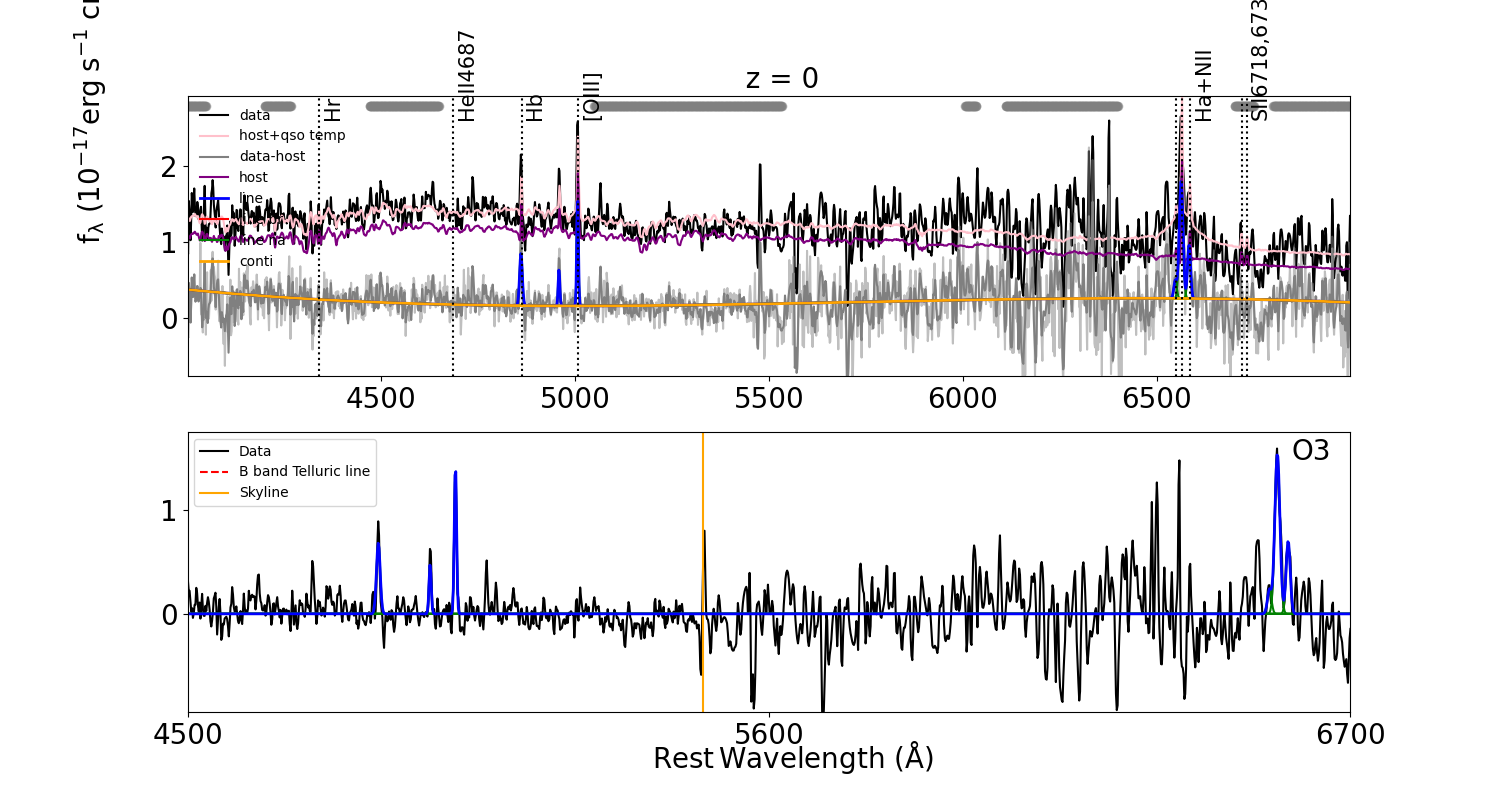 z = 0
f_λ (10^−17 erg s^−1
Hr
HeII4687
Hb
[OIII]
Ha+NII
SII6718,673
data
host+qso temp
data-host
host
line
conti
2
1
0
4500
5000
5500
6000
6500
O3
Data
B band Telluric line
Skyline
1
0
4500
5600
6700
Rest Wavelength (Å)